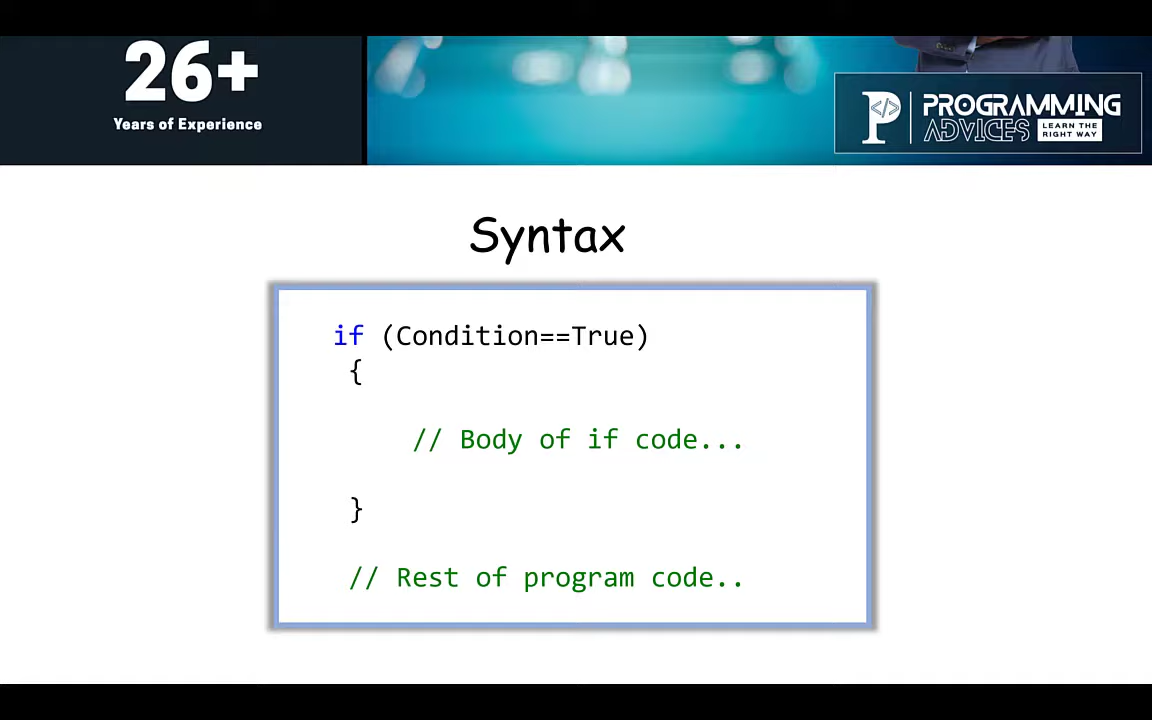 26+
Years of Experience
PROGRAMMING
ADVICES LEARN THE RIGHT WAY
Syntax
if (Condition==True)
{
// Body of if code...
}
// Rest of program code..